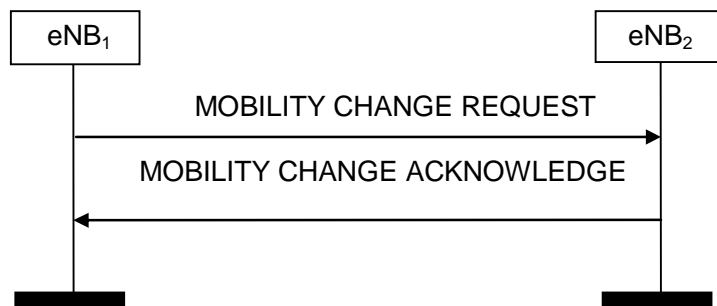 eNB₁
eNB₂
MOBILITY CHANGE REQUEST
MOBILITY CHANGE ACKNOWLEDGE